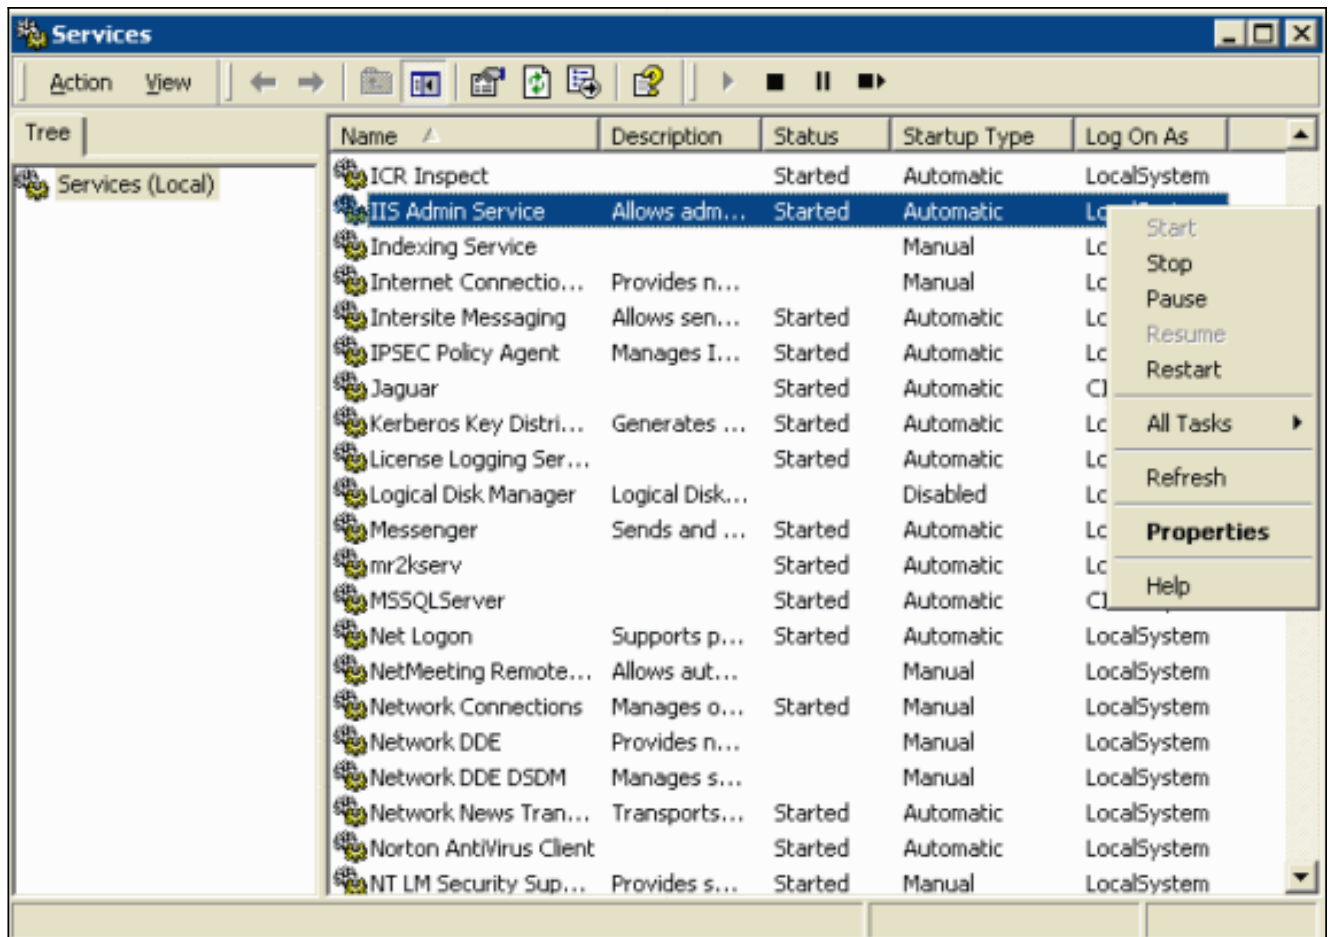 Services
Action View
Tree
Name Description Status Startup Type Log On As
Services (Local)
ICR Inspect Started Automatic LocalSystem
IIS Admin Service Allows adm... Started Automatic
Indexing Service Manual
Internet Connectio... Provides n... Manual
Intersite Messaging Allows sen... Started Automatic
IPSEC Policy Agent Manages I... Started Automatic
Jaguar Started Automatic
Kerberos Key Distri... Generates ... Started Automatic
License Logging Ser... Started Automatic
Logical Disk Manager Logical Disk... Disabled
Messenger Sends and ... Started Automatic
mr2kserv Started Automatic
MSSQLServer Started Automatic
Net Logon Supports p... Started Automatic LocalSystem
NetMeeting Remote... Allows aut... Manual LocalSystem
Network Connections Manages o... Started Manual LocalSystem
Network DDE Provides n... Manual LocalSystem
Network DDE DSDM Manages s... Manual LocalSystem
Network News Tran... Transports... Started Automatic LocalSystem
Norton AntiVirus Client Started Automatic LocalSystem
NT LM Security Sup... Provides s... Started Manual LocalSystem
Start
Stop
Pause
Resume
Restart
All Tasks
Refresh
Properties
Help